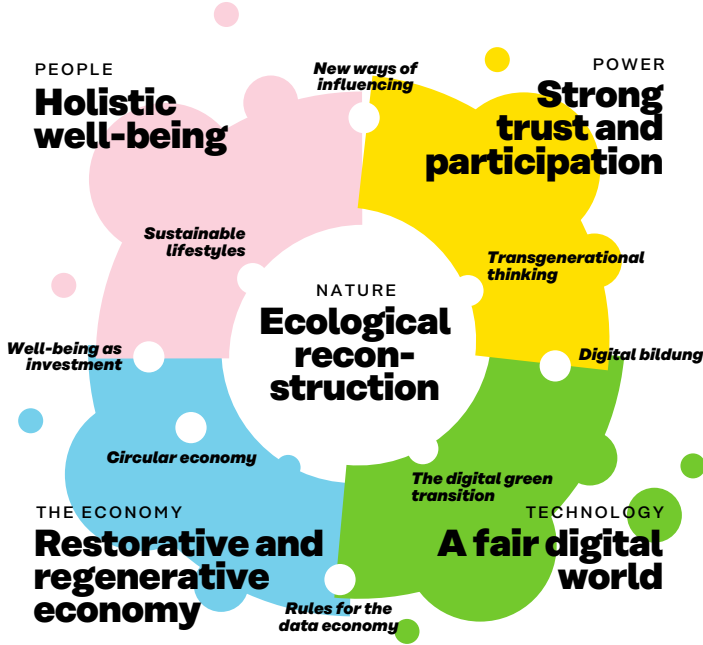 PEOPLE
Holistic
well-being
New ways of
influencing
POWER
Strong
trust and
participation
Sustainable
lifestyles
Transgenerational
thinking
NATURE
Ecological
recon-
struction
Well-being as
investment
Digital bildung
Circular economy
The digital green
transition
THE ECONOMY
Restorative and
regenerative
economy
TECHNOLOGY
A fair digital
world
Rules for the
data economy